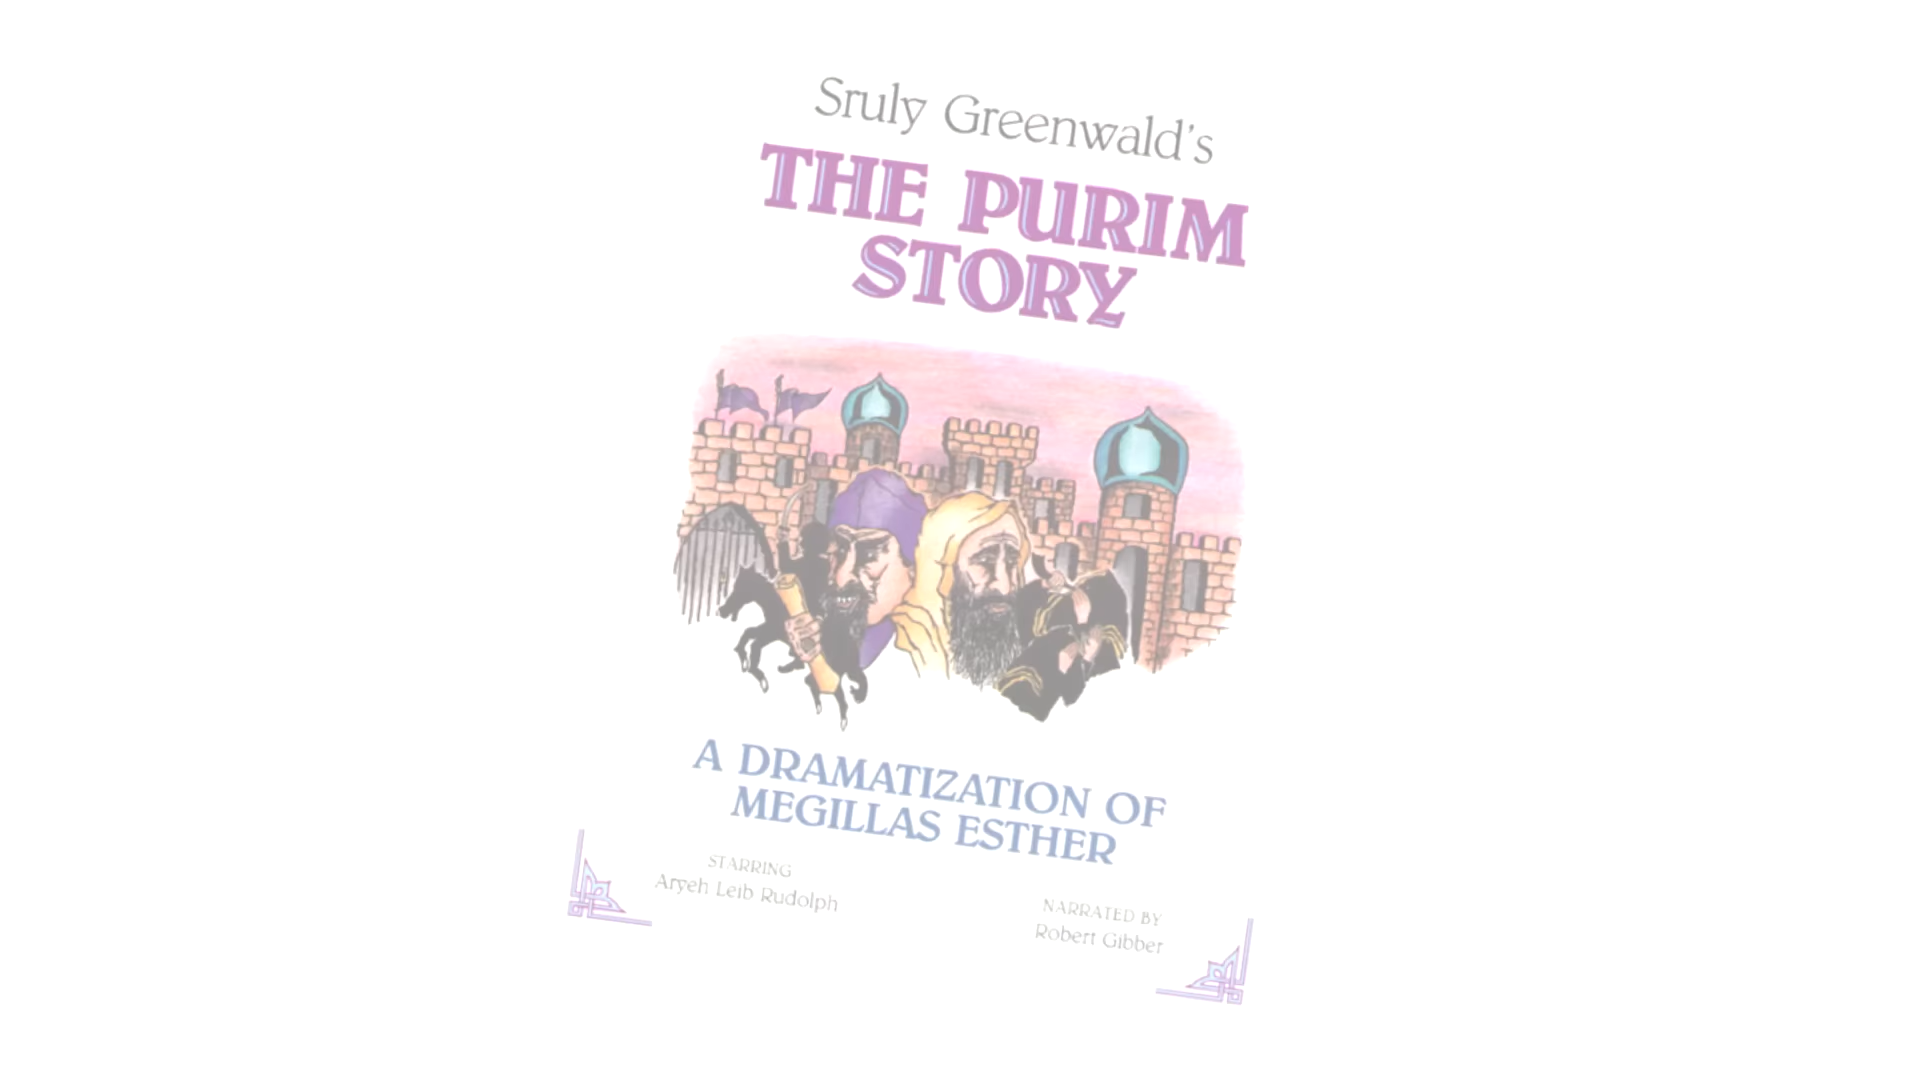 Sruly Greenwald's
THE PURIM
STORY
A DRAMATIZATION OF
MEGILLAS ESTHER
STARRING
Aryeh Leib Rudolph
NARRATED BY
Robert Gibber